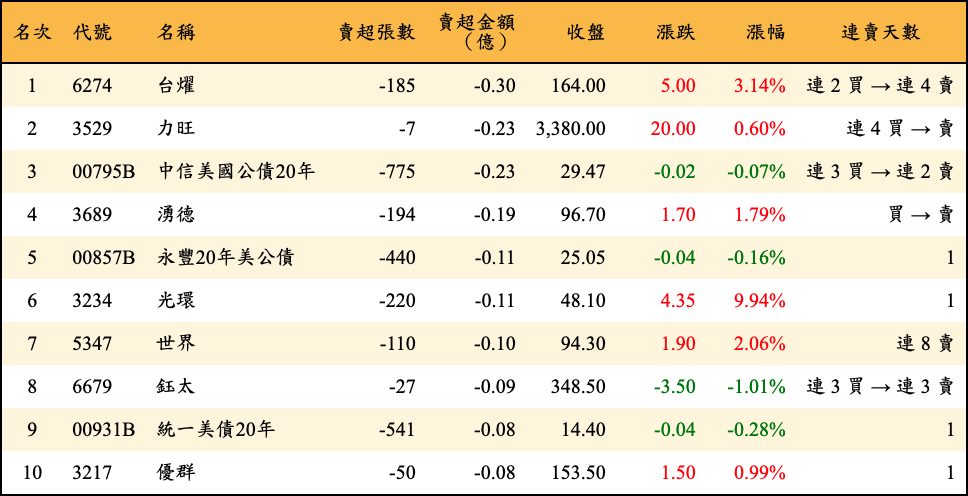 名次 代號 名稱 賣超張數 賣超金額（億） 收盤 漲跌 漲幅 連賣天數
1 6274 台燿 -185 -0.30 164.00 5.00 3.14% 連 2 買 → 連 4 賣
2 3529 力旺 -7 -0.23 3,380.00 20.00 0.60% 連 4 買 → 賣
3 00795B 中信美國公債20年 -775 -0.23 29.47 -0.02 -0.07% 連 3 買 → 連 2 賣
4 3689 湧德 -194 -0.19 96.70 1.70 1.79% 買 → 賣
5 00857B 永豐20年美公債 -440 -0.11 25.05 -0.04 -0.16% 1
6 3234 光環 -220 -0.11 48.10 4.35 9.94% 1
7 5347 世界 -110 -0.10 94.30 1.90 2.06% 連 8 賣
8 6679 鈺太 -27 -0.09 348.50 -3.50 -1.01% 連 3 買 → 連 3 賣
9 00931B 統一美債20年 -541 -0.08 14.40 -0.04 -0.28% 1
10 3217 優群 -50 -0.08 153.50 1.50 0.99% 1